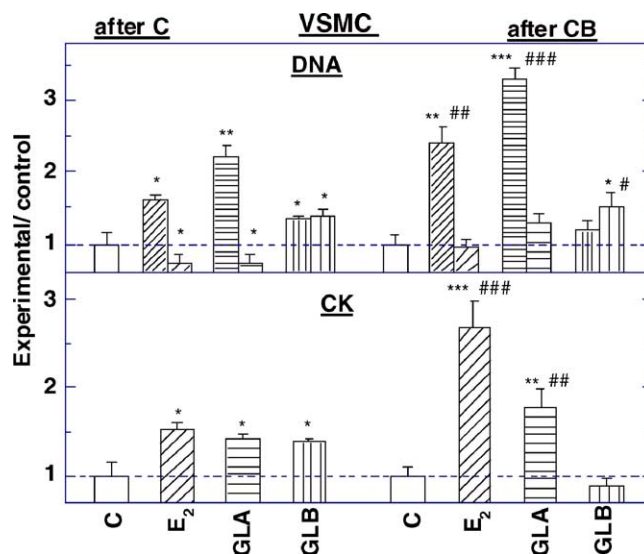 after C VSMC after CB
DNA
Experimental/ control
3
2
1
* * ** * * * ** ## *** ### * #
CK
3
2
1
* * * *** ### ** ##
C E2 GLA GLB C E2 GLA GLB